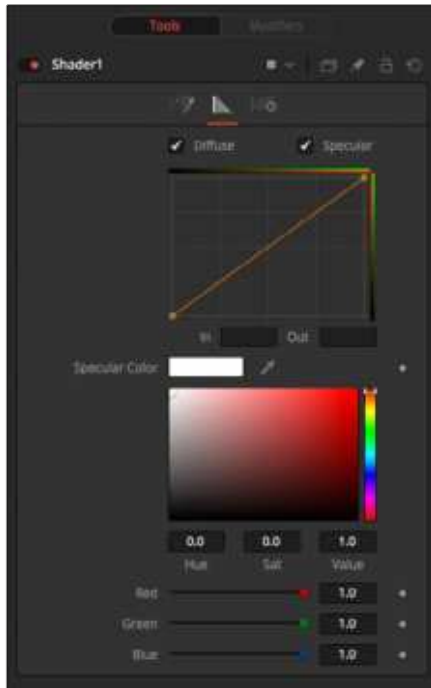 Tools Modifiers
Shader1
Diffuse Specular
In Out
Specular Color
0.0 0.0 1.0
Hue Sat Value
Red 1.0
Green 1.0
Blue 1.0